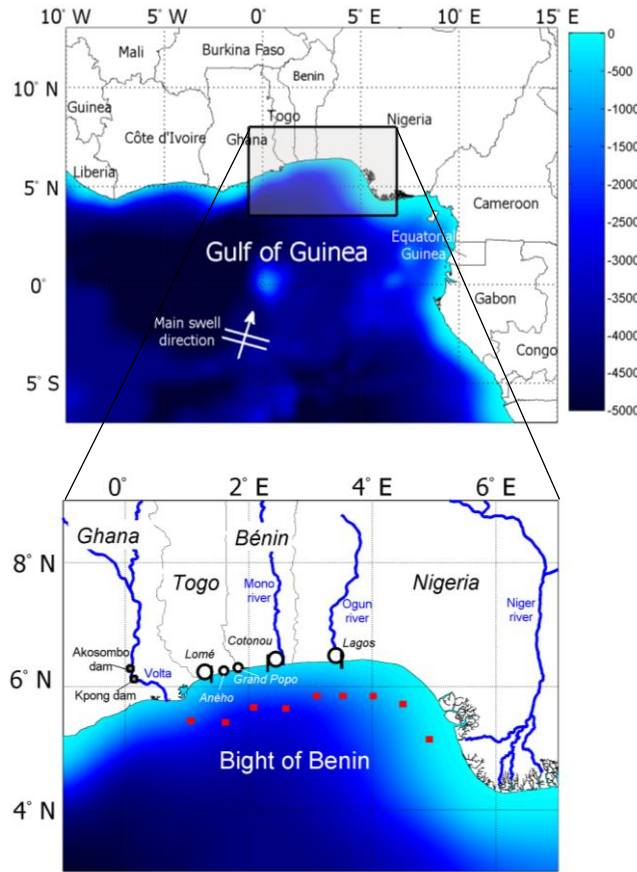 10° W
5° W
0°
5° E
10° E
15° E
Mali
Burkina Faso
Benin
10° N
Guinea
Togo
Nigeria
Côte d'Ivoire
Ghana
Liberia
5° N
Cameroon
Equatorial
Guinea
Gulf of Guinea
0°
Gabon
Main swell
direction
Congo
5° S
0
-500
-1000
-1500
-2000
-2500
-3000
-3500
-4000
-4500
-5000
0°
2° E
4° E
6° E
Ghana
Bénin
8° N
Togo
Mono
river
Nigeria
Ogun
river
Niger
river
Cotonou
Lagos
Akosombo
dam
Lomé
Volta
6° N
Grand Popo
Kpong dam
Aného
Bight of Benin
4° N